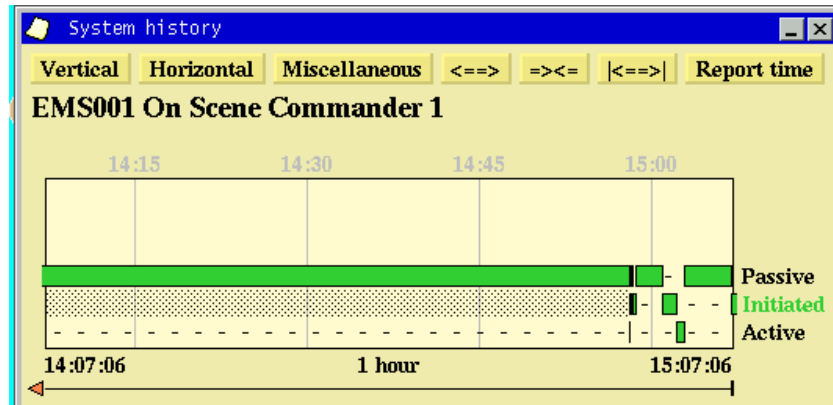 System history
Vertical Horizontal Miscellaneous <==> =><= |<==>| Report time
EMS001 On Scene Commander 1
14:15 14:30 14:45 15:00
Passive
Initiated
Active
14:07:06 1 hour 15:07:06